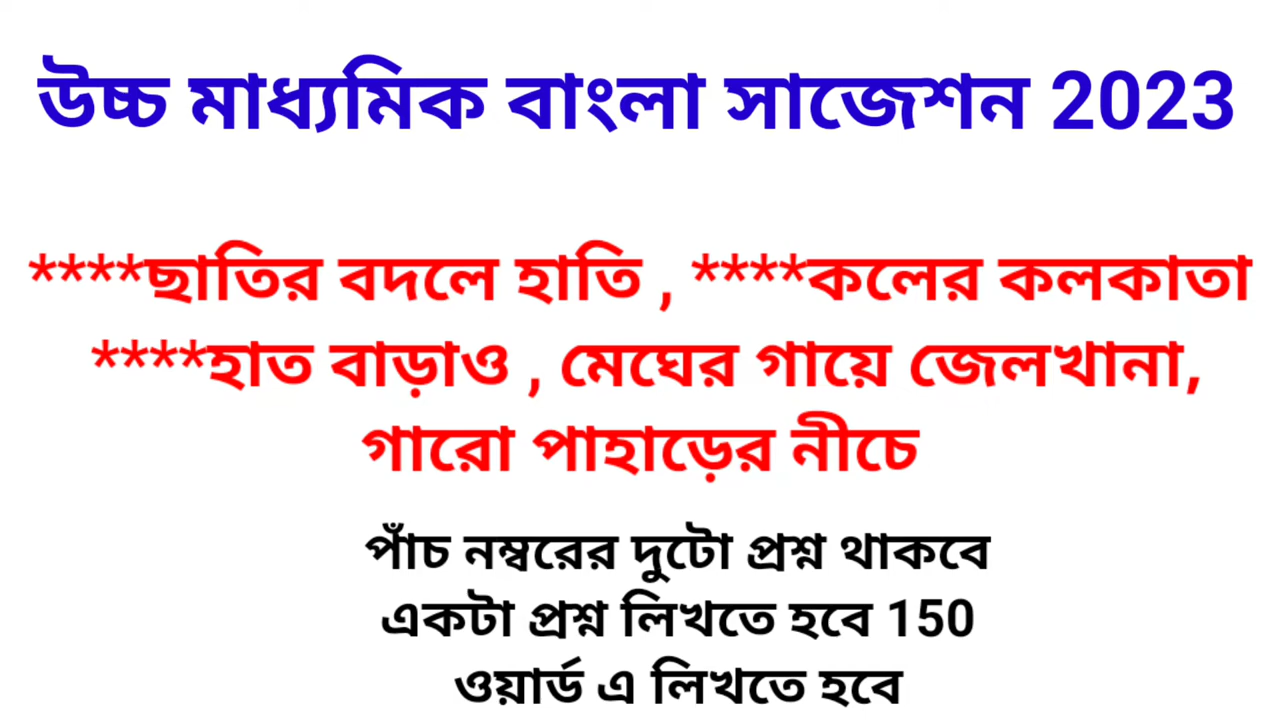 উচ্চ মাধ্যমিক বাংলা সাজেশন 2023
****ছাতির বদলে হাতি , ****কলের কলকাতা
****হাত বাড়াও , মেঘের গায়ে জেলখানা,
গারো পাহাড়ের নীচে
পাঁচ নম্বরের দুটো প্রশ্ন থাকবে
একটা প্রশ্ন লিখতে হবে 150
ওয়ার্ড এ লিখতে হবে